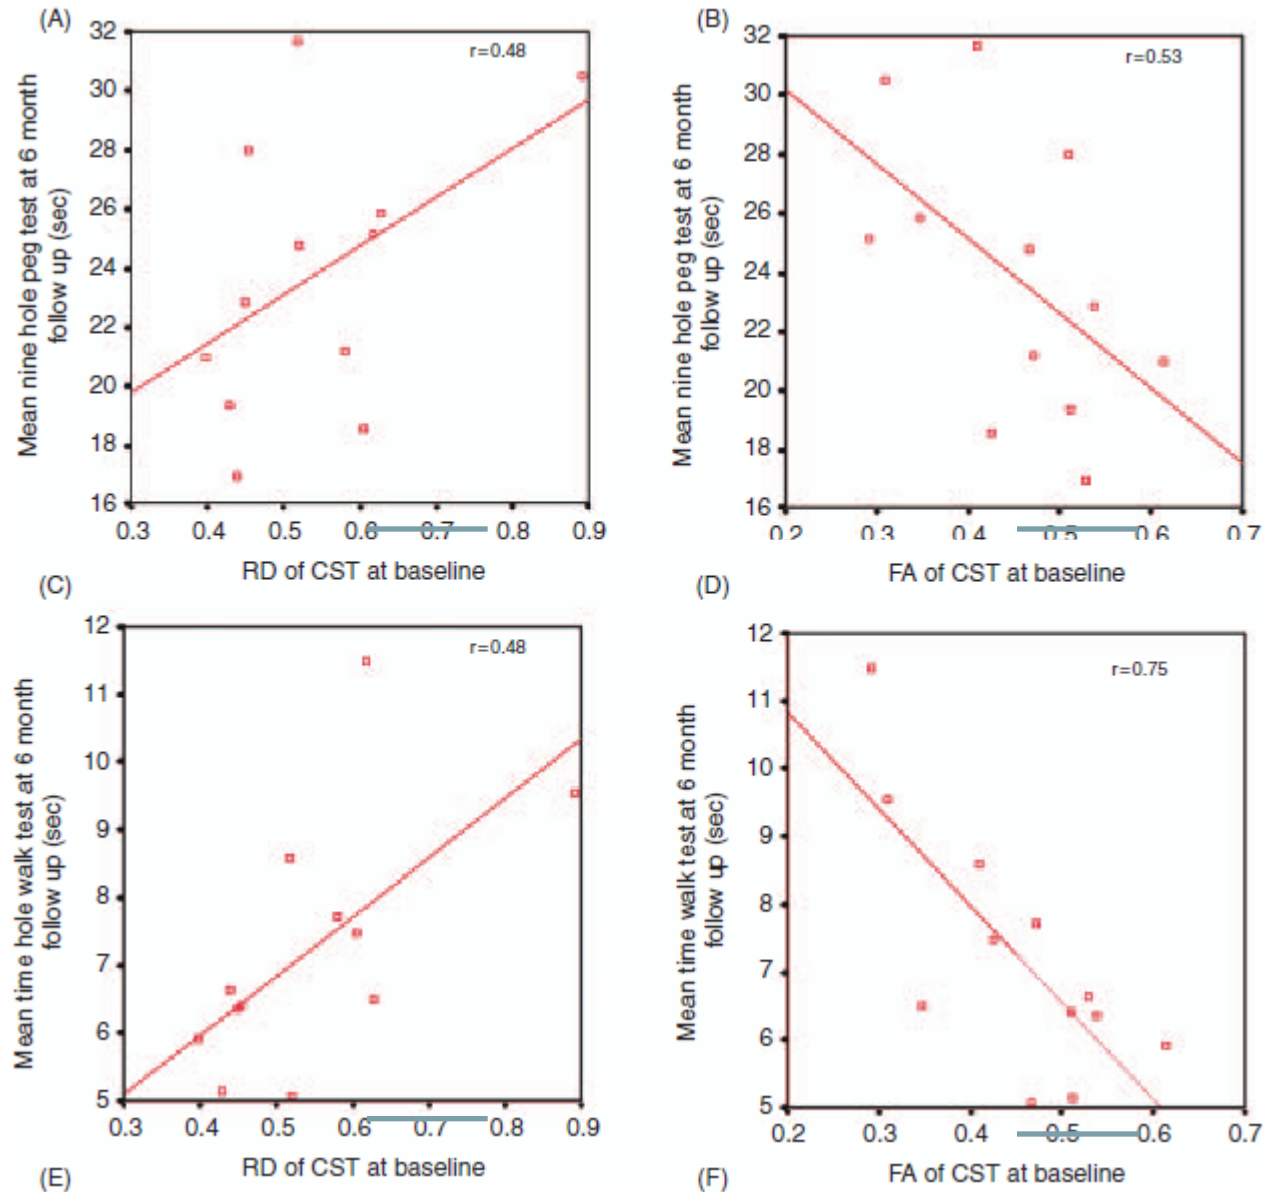 (A)
r=0.48
Mean nine hole peg test at 6 month
follow up (sec)
32
30
28
26
24
22
20
18
16
0.3 0.4 0.5 0.6 0.7 0.8 0.9
RD of CST at baseline
(B)
r=0.53
Mean nine hole peg test at 6 month
follow up (sec)
32
30
28
26
24
22
20
18
16
0.2 0.3 0.4 0.5 0.6 0.7
FA of CST at baseline
(C)
r=0.48
Mean time hole walk test at 6 month
follow up (sec)
12
11
10
9
8
7
6
5
0.3 0.4 0.5 0.6 0.7 0.8 0.9
RD of CST at baseline
(D)
r=0.75
Mean time walk test at 6 month
follow up (sec)
12
11
10
9
8
7
6
5
0.2 0.3 0.4 0.5 0.6 0.7
FA of CST at baseline
(E)
(F)